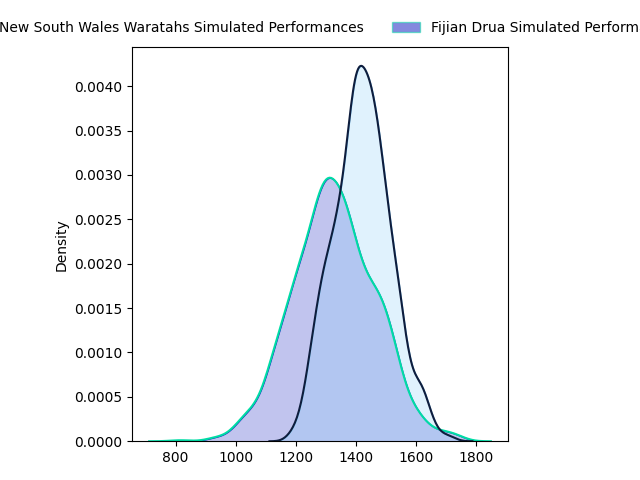 New South Wales Waratahs Simulated Performances
Fijian Drua Simulated Perform
Density
0.0040
0.0035
0.0030
0.0025
0.0020
0.0015
0.0010
0.0005
0.0000
800 1000 1200 1400 1600 1800